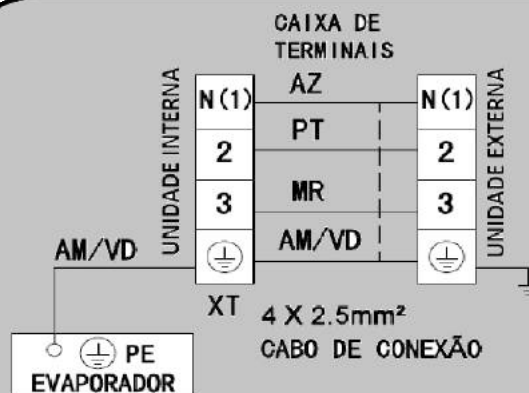 CAIXA DE
TERMINAIS
UNIDADE INTERNA
N(1) AZ N(1)
2 PT 2
3 MR 3
AM/VD
UNIDADE EXTERNA
AM/VD
XT
4 X 2.5mm²
CABO DE CONEXÃO
PE
EVAPORADOR